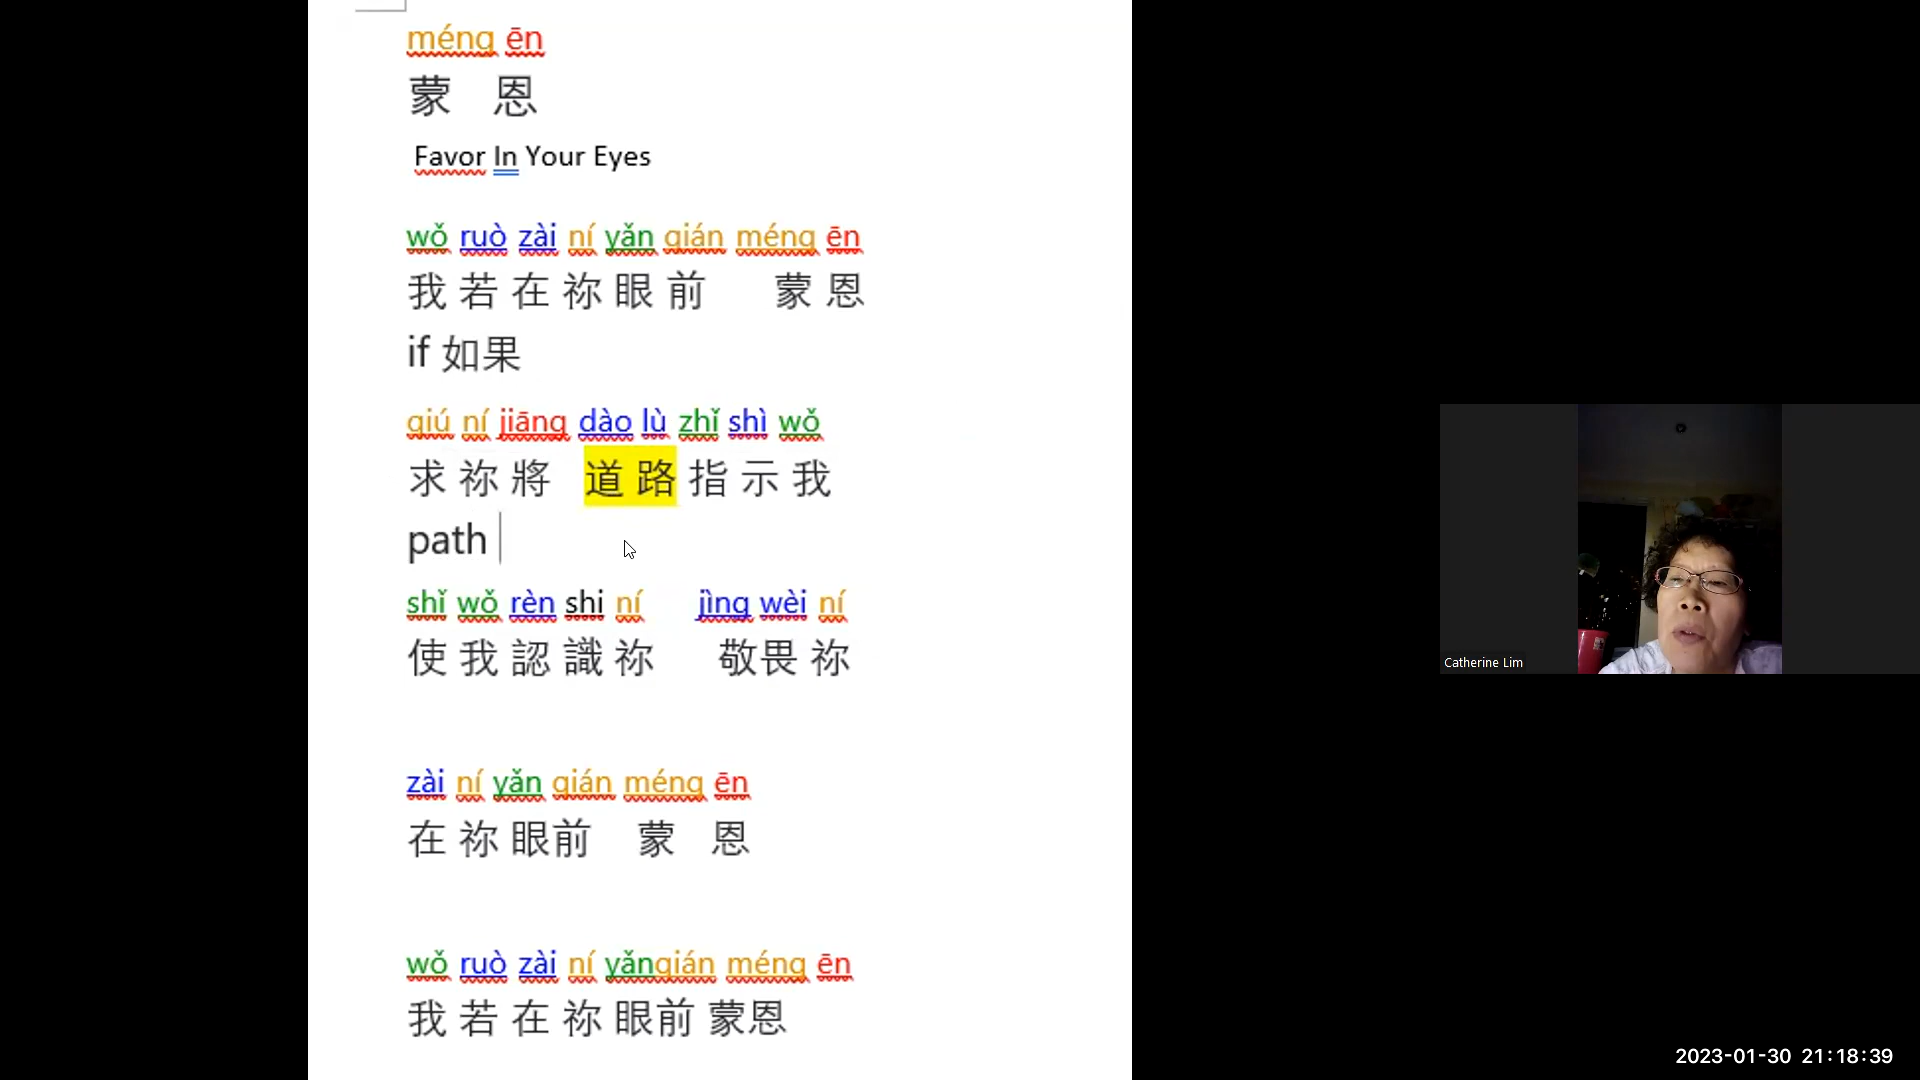 méng ēn
蒙 恩
Favor In Your Eyes
wǒ ruò zài ní yǎn qián méng ēn
我 若 在 祢 眼 前 蒙 恩
if 如果
qiú ní jiāng dào lù zhǐ shì wǒ
求 祢 將 道 路 指 示 我
path
shǐ wǒ rèn shi ní jìng wèi ní
使 我 認 識 祢 敬畏 祢
zài ní yǎn qián méng ēn
在 祢 眼前 蒙 恩
wǒ ruò zài ní yǎnqián méng ēn
我 若 在 祢 眼前 蒙恩
Catherine Lim
2023-01-30 21:18:39